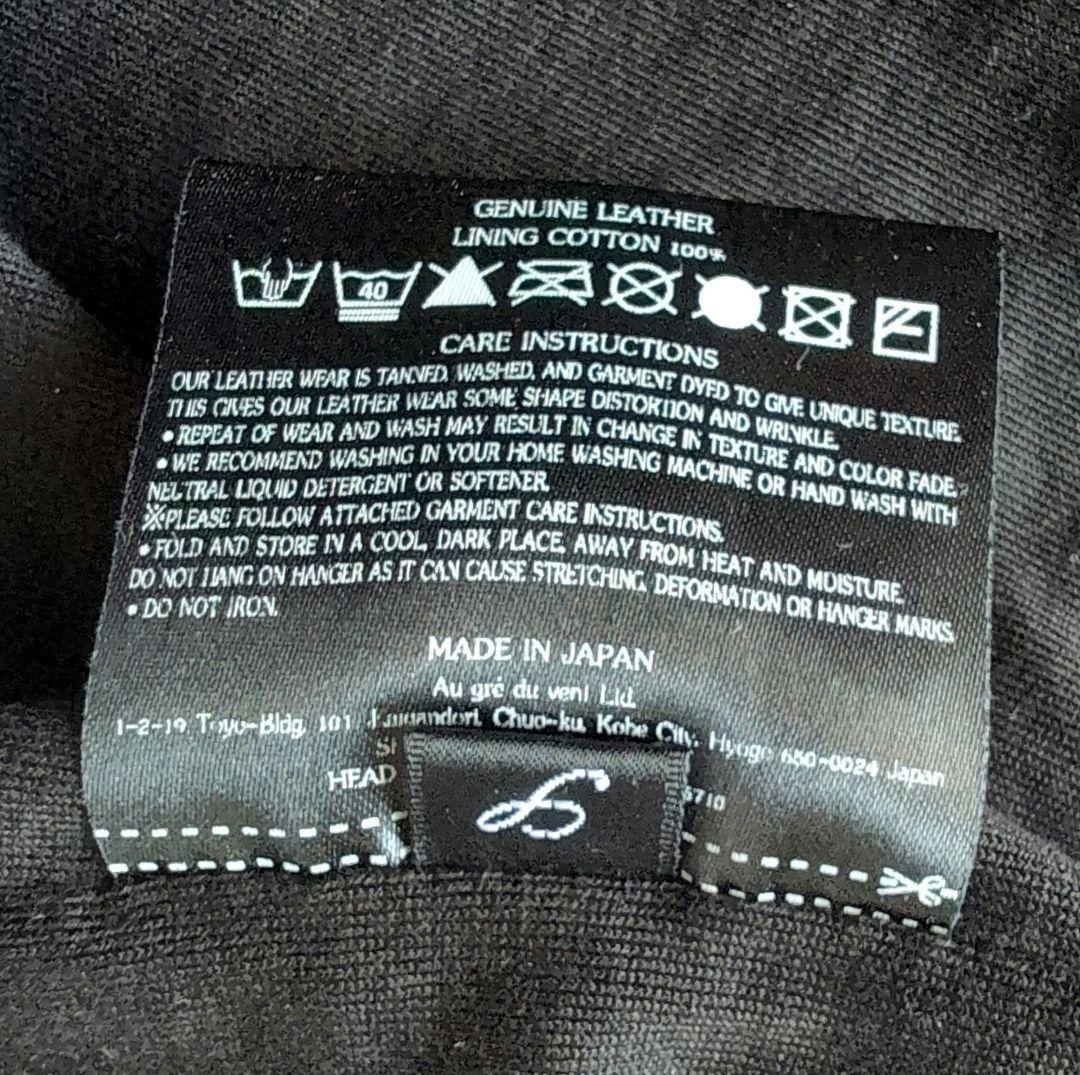 GENUINE LEATHER
LINING COTTON 100%
40
CARE INSTRUCTIONS
OUR LEATHER WEAR IS TANNED, WASHED, AND GARMENT DYED TO GIVE UNIQUE TEXTURE.
THIS GIVES OUR LEATHER WEAR SOME SHAPE DISTORTION AND WRINKLE.
• REPEAT OF WEAR AND WASH MAY RESULT IN CHANGE IN TEXTURE AND COLOR FADE.
• WE RECOMMEND WASHING IN YOUR HOME WASHING MACHINE OR HAND WASH WITH
NEUTRAL LIQUID DETERGENT OR SOFTENER.
※PLEASE FOLLOW ATTACHED GARMENT CARE INSTRUCTIONS.
• FOLD AND STORE IN A COOL, DARK PLACE, AWAY FROM HEAT AND MOISTURE.
DO NOT HANG ON HANGER AS IT CAN CAUSE STRETCHING, DEFORMATION OR HANGER MARKS.
• DO NOT IRON.
MADE IN JAPAN
Au gré du vent Ltd.
1-2-19 Toyo-Bldg. 101 Chuo-ku, Kobe City, Hyogo 650-0024 Japan
HEAD 6710